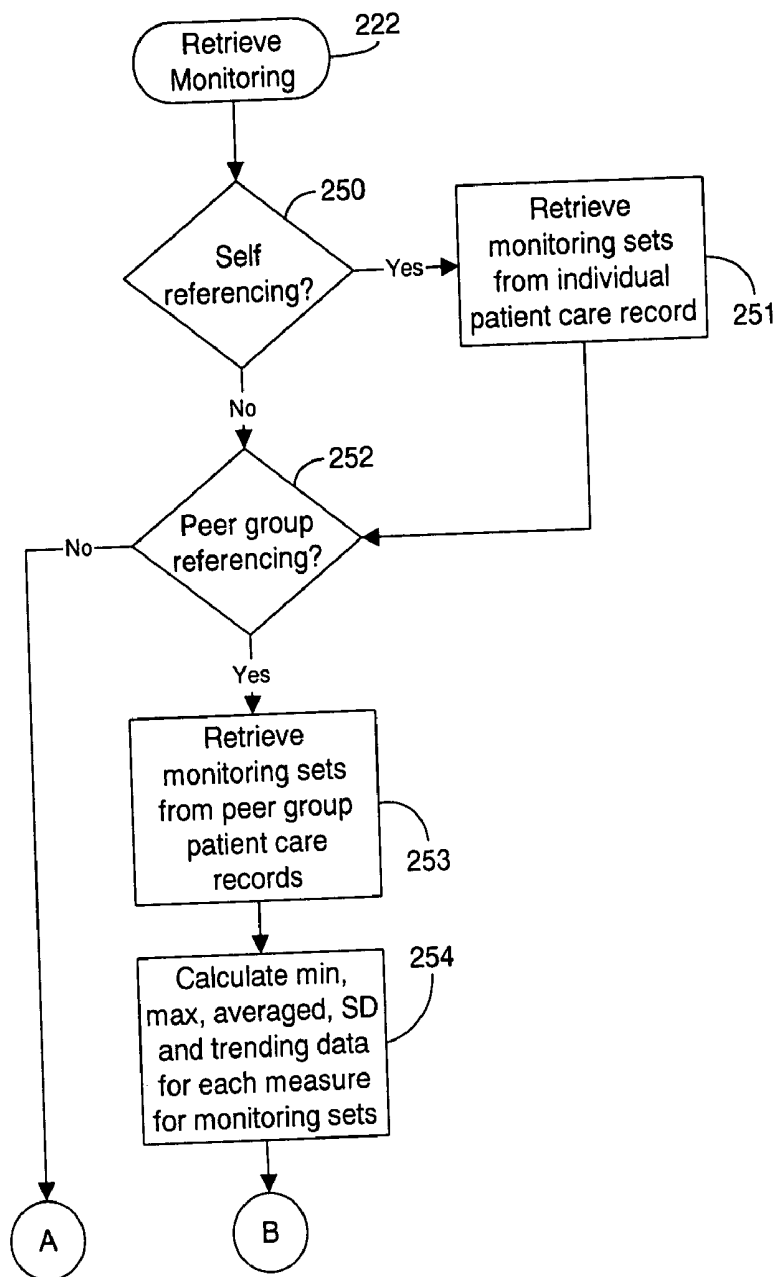 Retrieve
Monitoring
222
250
Self
referencing?
Yes
Retrieve
monitoring sets
from individual
patient care record
251
No
252
Peer group
referencing?
No
Yes
Retrieve
monitoring sets
from peer group
patient care
records
253
254
Calculate min,
max, averaged, SD
and trending data
for each measure
for monitoring sets
A
B